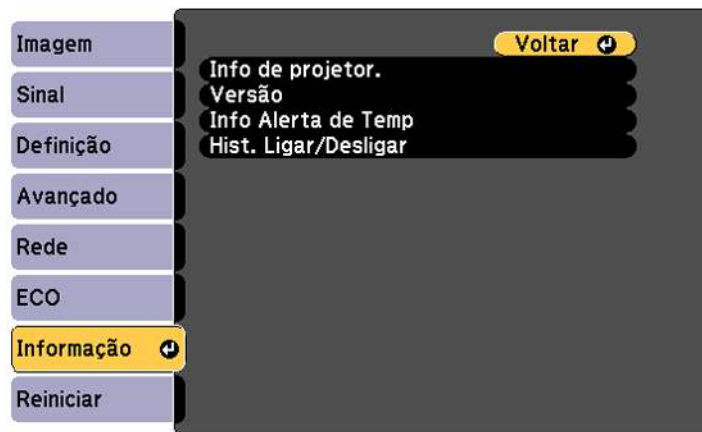 Imagem
Sinal
Definição
Avançado
Rede
ECO
Informação
Reiniciar
Voltar
Info de projetor.
Versão
Info Alerta de Temp
Hist. Ligar/Desligar